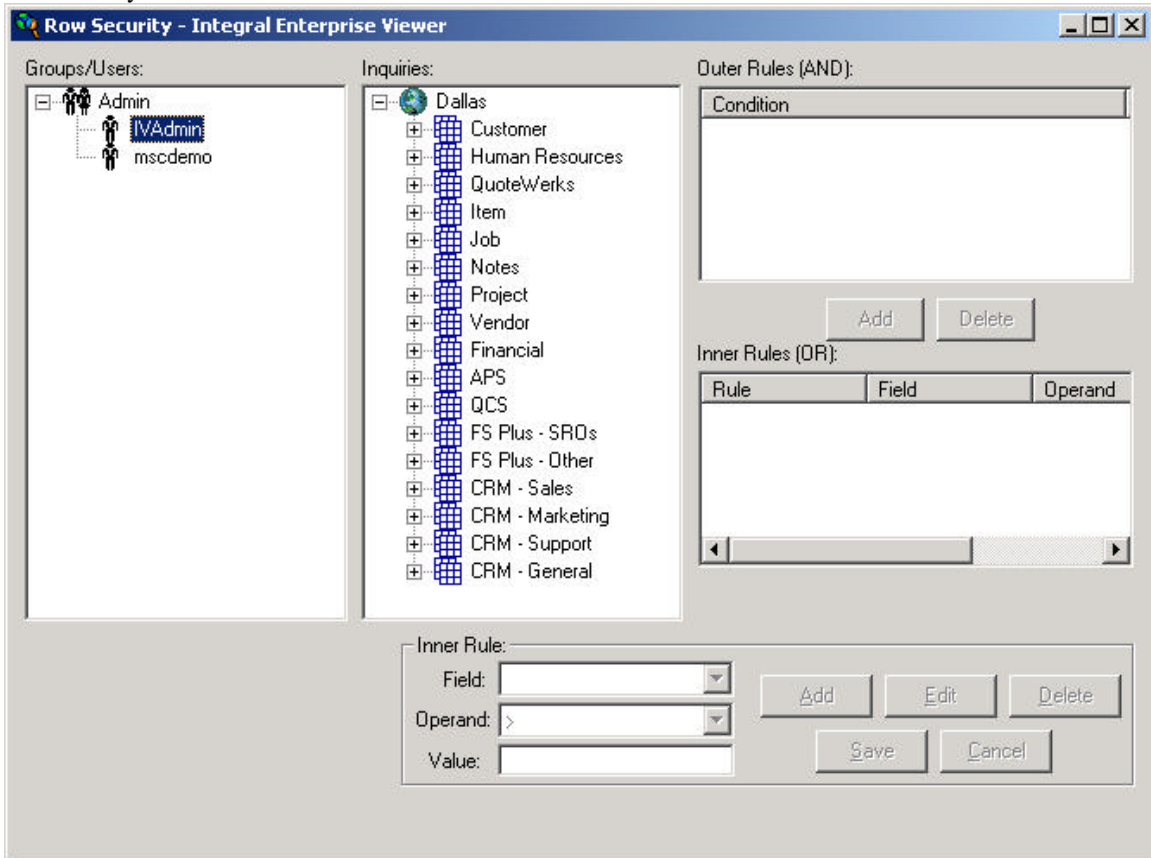 Row Security - Integral Enterprise Viewer
Groups/Users:
Admin
IVAdmin
mscdemo
Inquiries:
Dallas
Customer
Human Resources
QuoteWerks
Item
Job
Notes
Project
Vendor
Financial
APS
QCS
FS Plus - SROs
FS Plus - Other
CRM - Sales
CRM - Marketing
CRM - Support
CRM - General
Outer Rules (AND):
Condition
Add Delete
Inner Rules (OR):
Rule Field Operand
Inner Rule:
Field:
Operand: >
Value:
Add Edit Delete
Save Cancel